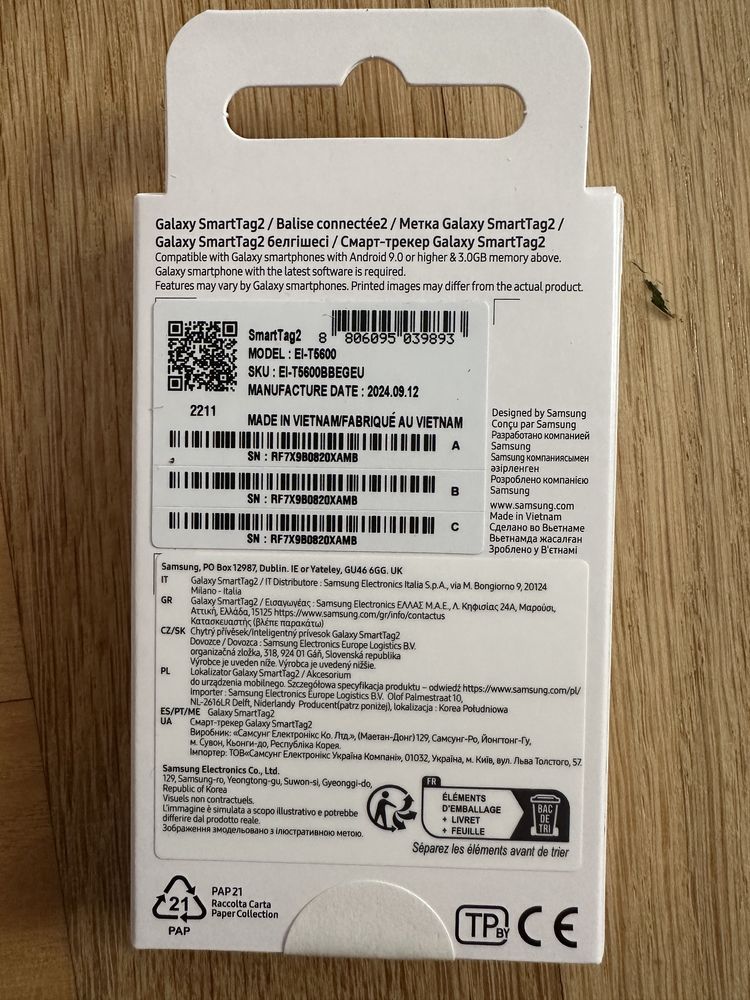 Galaxy SmartTag2 / Balise connectée2 / Метка Galaxy SmartTag2 /
Galaxy SmartTag2 белгішесі / Смарт-трекер Galaxy SmartTag2
Compatible with Galaxy smartphones with Android 9.0 or higher & 3.0GB memory above.
Galaxy smartphone with the latest software is required.
Features may vary by Galaxy smartphones. Printed images may differ from the actual product.
SmartTag2
8 806095 039893
MODEL : EI-T5600
SKU : EI-T5600BBEGEU
MANUFACTURE DATE : 2024.09.12
2211
MADE IN VIETNAM/FABRIQUÉ AU VIETNAM
A
SN : RF7X9B0820XAMB
B
SN : RF7X9B0820XAMB
C
SN : RF7X9B0820XAMB
Designed by Samsung
Conçu par Samsung
Разработано компанией
Samsung
Samsung компаниясымен
әзірленген
Розроблено компанією
Samsung
www.samsung.com
Made in Vietnam
Сделано во Вьетнаме
Вьетнамда жасалған
Зроблено у В'єтнамі
Samsung, PO Box 12987, Dublin. IE or Yateley, GU46 6GG. UK
IT Galaxy SmartTag2 / IT Distributore : Samsung Electronics Italia S.p.A., via M. Bongiorno 9, 20124
Milano - Italia
GR Galaxy SmartTag2 / Εισαγωγέας : Samsung Electronics ΕΛΛΑΣ Μ.Α.Ε., Λ. Κηφισίας 24Α, Μαρούσι,
Αττική, Ελλάδα, 15125 https://www.samsung.com/gr/info/contactus
Κατασκευαστής (βλέπε παρακάτω)
CZ/SK Chytrý přívěsek/Inteligentný prívesok Galaxy SmartTag2
Dovozce / Dovozca : Samsung Electronics Europe Logistics B.V.
organizačná zložka, 318, 924 01 Gáň, Slovenská republika
Výrobce je uveden níže. Výrobca je uvedený nižšie.
PL Lokalizator Galaxy SmartTag2 / Akcesorium
do urządzenia mobilnego. Szczegółowa specyfikacja produktu – odwiedź https://www.samsung.com/pl/
Importer : Samsung Electronics Europe Logistics B.V. Olof Palmestraat 10,
NL-2616LR Delft, Niderlandy Producent(patrz poniżej), lokalizacja : Korea Południowa
ES/PT/ME Galaxy SmartTag2
UA Смарт-трекер Galaxy SmartTag2
Виробник: «Самсунг Електронікс Ко. Лтд.», (Маетан-Донг) 129, Самсунг-Ро, Йонгтонг-Гу,
м. Сувон, Кьонги-до, Республіка Корея.
Імпортер: ТОВ«Самсунг Електронікс Україна Компані», 01032, Україна, м. Київ, вул. Льва Толстого, 57.
Samsung Electronics Co., Ltd.
129, Samsung-ro, Yeongtong-gu, Suwon-si, Gyeonggi-do,
Republic of Korea
Visuels non contractuels.
L'immagine è simulata a scopo illustrativo e potrebbe
differire dal prodotto reale.
Зображення змодельовано з ілюстративною метою.
FR
ÉLÉMENTS
D'EMBALLAGE
+ LIVRET
+ FEUILLE
BAC
DE
TRI
Séparez les éléments avant de trier
21
PAP
PAP 21
Raccolta Carta
Paper Collection
TP BY
CE